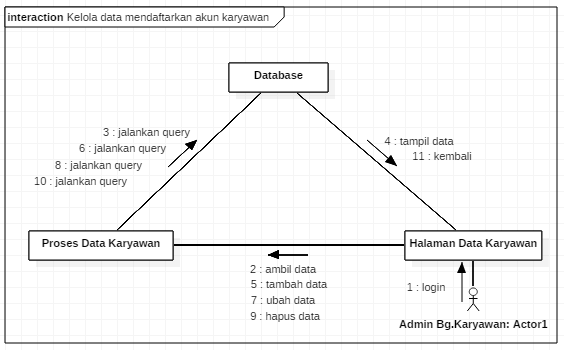 interaction Kelola data mendaftarkan akun karyawan
Database
3 : jalankan query
6 : jalankan query
8 : jalankan query
10 : jalankan query
4 : tampil data
11 : kembali
Proses Data Karyawan
Halaman Data Karyawan
2 : ambil data
5 : tambah data
7 : ubah data
9 : hapus data
1 : login
Admin Bg.Karyawan: Actor1